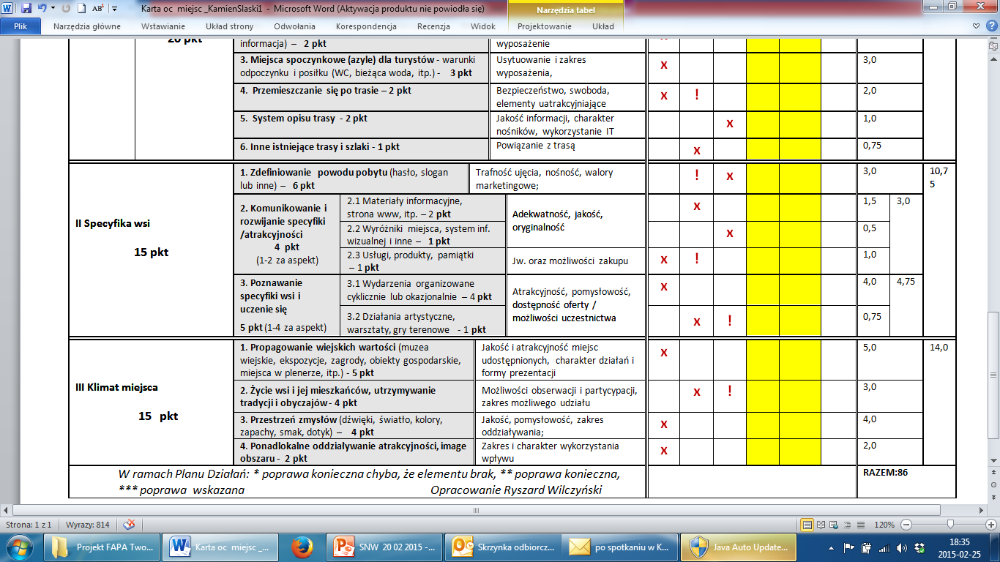 Karta oc miejsc _KamienSlaski1 - Microsoft Word (Aktywacja produktu nie powiodła się)
Narzędzia tabel
Plik Narzędzia główne Wstawianie Układ strony Odwołania Korespondencja Recenzja Widok Projektowanie Układ
20 pkt
informacja) – 2 pkt
wyposażenie
3. Miejsca spoczynkowe (azyle) dla turystów - warunki
odpoczynku i posiłku (WC, bieżąca woda, itp.) - 3 pkt
Usytuowanie i zakres
wyposażenia,
x
3,0
4. Przemieszczanie się po trasie – 2 pkt
Bezpieczeństwo, swoboda,
elementy uatrakcyjniające
x !
2,0
5. System opisu trasy - 2 pkt
Jakość informacji, charakter
nośników, wykorzystanie IT
x
1,0
6. Inne istniejące trasy i szlaki - 1 pkt
Powiązanie z trasą
x
0,75
II Specyfika wsi
15 pkt
1. Zdefiniowanie powodu pobytu (hasło, slogan
lub inne) – 6 pkt
Trafność ujęcia, nośność, walory
marketingowe;
! x
3,0
10,7
5
2. Komunikowanie i
rozwijanie specyfiki
/atrakcyjności
4 pkt
(1-2 za aspekt)
2.1 Materiały informacyjne,
strona www, itp. – 2 pkt
Adekwatność, jakość,
oryginalność
x
1,5
3,0
2.2 Wyróżniki miejsca, system inf.
wizualnej i inne – 1 pkt
x
0,5
2.3 Usługi, produkty, pamiątki
– 1 pkt
Jw. oraz możliwości zakupu
x !
1,0
3. Poznawanie
specyfiki wsi i
uczenie się
5 pkt (1-4 za aspekt)
3.1 Wydarzenia organizowane
cyklicznie lub okazjonalnie – 4 pkt
Atrakcyjność, pomysłowość,
dostępność oferty /
możliwości uczestnictwa
x
4,0
4,75
3.2 Działania artystyczne,
warsztaty, gry terenowe - 1 pkt
x !
0,75
III Klimat miejsca
15 pkt
1. Propagowanie wiejskich wartości (muzea
wiejskie, ekspozycje, zagrody, obiekty gospodarskie,
miejsca w plenerze, itp.) - 5 pkt
Jakość i atrakcyjność miejsc
udostępnionych, charakter działań i
formy prezentacji
x
5,0
14,0
2. Życie wsi i jej mieszkańców, utrzymywanie
tradycji i obyczajów - 4 pkt
Możliwości obserwacji i partycypacji,
zakres możliwego udziału
x !
3,0
3. Przestrzeń zmysłów (dźwięki, światło, kolory,
zapachy, smak, dotyk) – 4 pkt
Jakość, pomysłowość, zakres
oddziaływania;
x
4,0
4. Ponadlokalne oddziaływanie atrakcyjności, image
obszaru - 2 pkt
Zakres i charakter wykorzystania
wpływu
x
2,0
W ramach Planu Działań: * poprawa konieczna chyba, że elementu brak, ** poprawa konieczna,
*** poprawa wskazana Opracowanie Ryszard Wilczyński
RAZEM:86
Strona: 1 z 1 Wyrazy: 814 120%
Projekt FAPA Two... Karta oc miejsc _... SNW 20 02 2015 -... Skrzynka odbiorcz... po spotkaniu w K... Java Auto Update... 18:35
2015-02-25